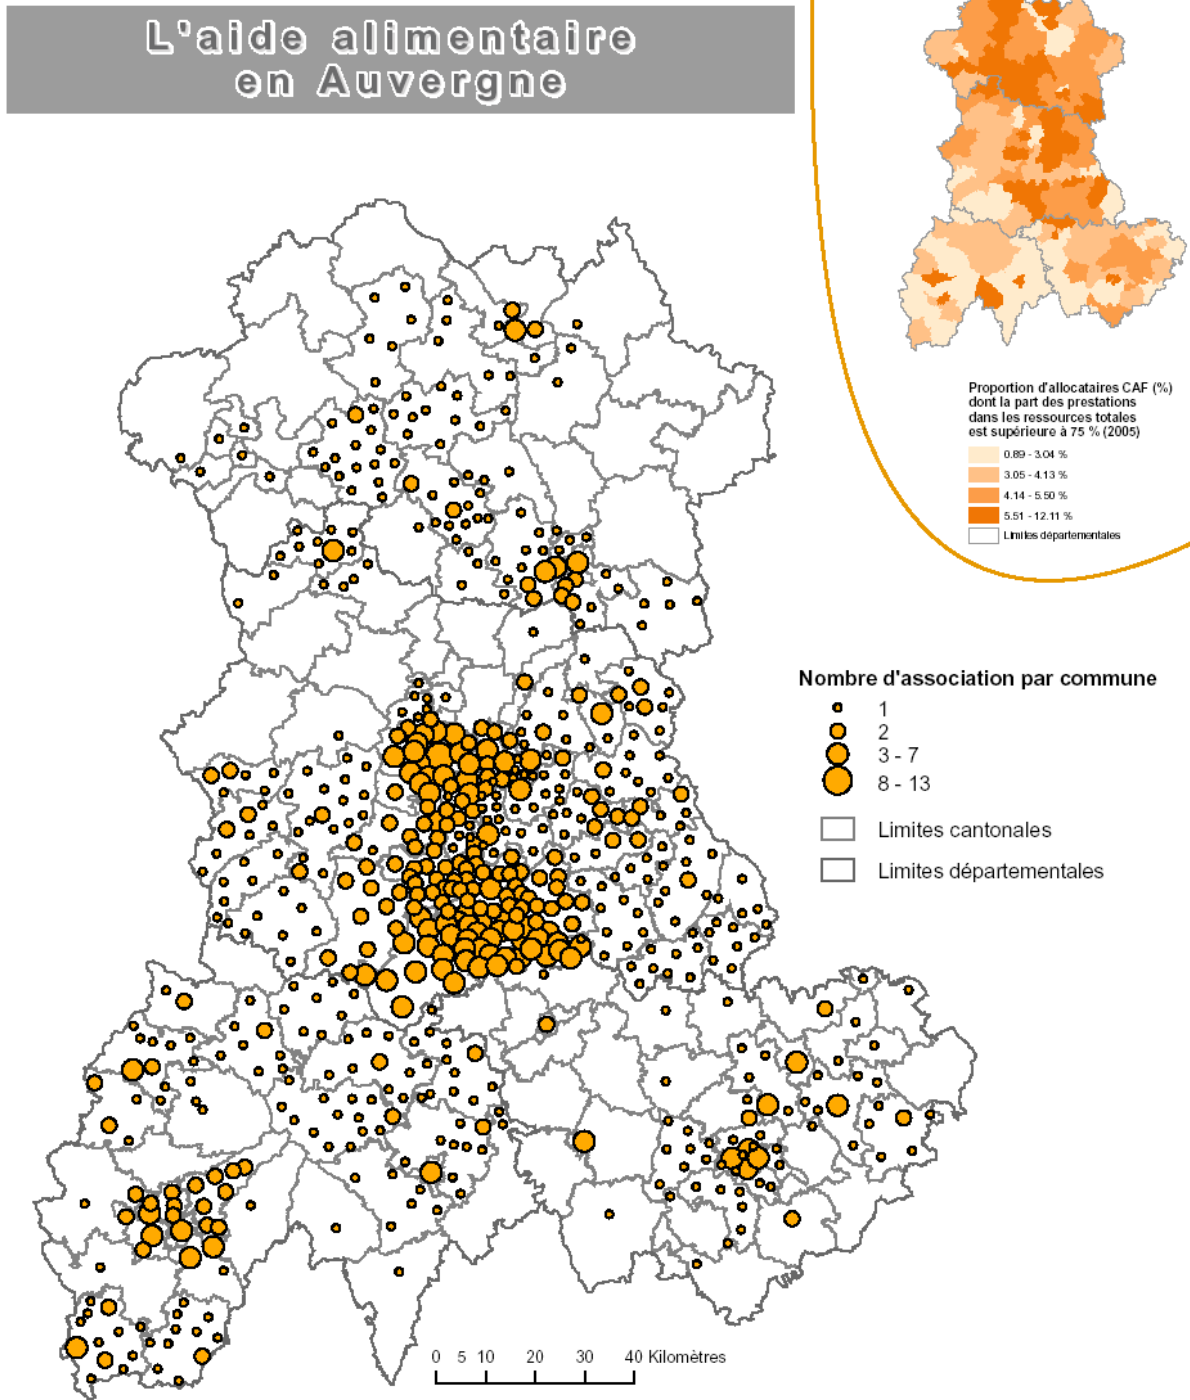 L'aide alimentaire
en Auvergne
Proportion d'allocataires CAF (%)
dont la part des prestations
dans les ressources totales
est supérieure à 75 % (2005)
0.89 - 3.04 %
3.05 - 4.13 %
4.14 - 5.50 %
5.51 - 12.11 %
Limites départementales
Nombre d'association par commune
1
2
3 - 7
8 - 13
Limites cantonales
Limites départementales
0 5 10 20 30 40 Kilomètres